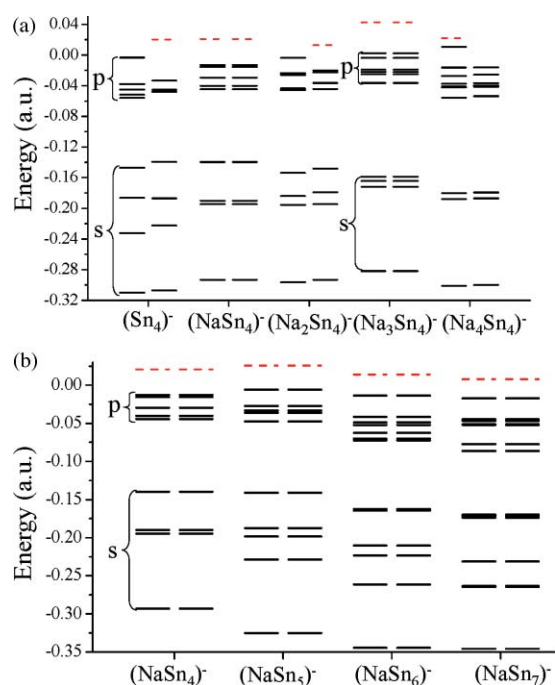 (a)
Energy (a.u.)
0.04
0.00
-0.04
-0.08
-0.12
-0.16
-0.20
-0.24
-0.28
-0.32
p
s
p
s
(Sn₄)⁻ (NaSn₄)⁻ (Na₂Sn₄)⁻ (Na₃Sn₄)⁻ (Na₄Sn₄)⁻
(b)
Energy (a.u.)
0.00
-0.05
-0.10
-0.15
-0.20
-0.25
-0.30
-0.35
p
s
(NaSn₄)⁻ (NaSn₅)⁻ (NaSn₆)⁻ (NaSn₇)⁻